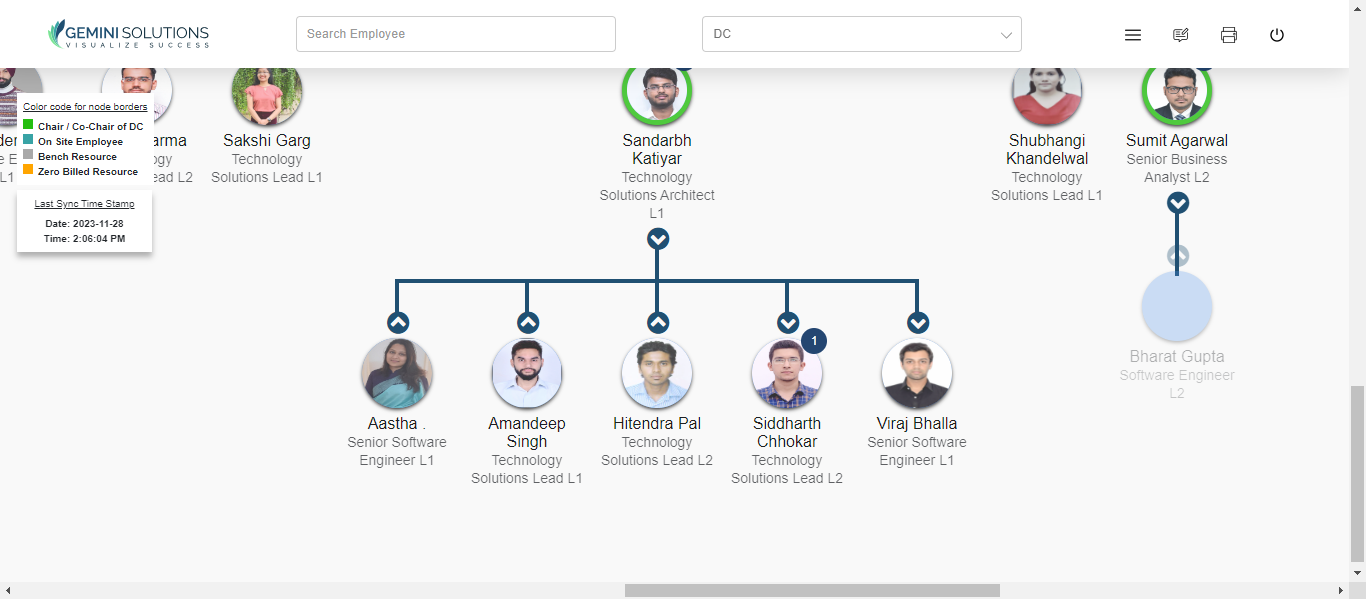 GEMINI SOLUTIONS
VISUALIZE SUCCESS
Search Employee
DC
Color code for node borders
Chair / Co-Chair of DC
On Site Employee
Bench Resource
Zero Billed Resource
Last Sync Time Stamp
Date: 2023-11-28
Time: 2:06:04 PM
L1
ead L2
Sakshi Garg
Technology
Solutions Lead L1
Sandarbh
Katiyar
Technology
Solutions Architect
L1
Shubhangi
Khandelwal
Technology
Solutions Lead L1
Sumit Agarwal
Senior Business
Analyst L2
Bharat Gupta
Software Engineer
L2
Aastha .
Senior Software
Engineer L1
Amandeep
Singh
Technology
Solutions Lead L1
Hitendra Pal
Technology
Solutions Lead L2
1
Siddharth
Chhokar
Technology
Solutions Lead L2
Viraj Bhalla
Senior Software
Engineer L1